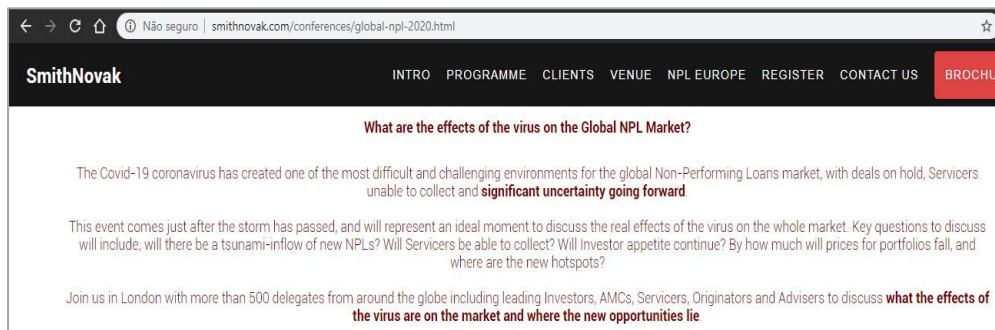 Não seguro | smithnovak.com/conferences/global-npl-2020.html
SmithNovak INTRO PROGRAMME CLIENTS VENUE NPL EUROPE REGISTER CONTACT US BROCHU
What are the effects of the virus on the Global NPL Market?
The Covid-19 coronavirus has created one of the most difficult and challenging environments for the global Non-Performing Loans market, with deals on hold, Servicers
unable to collect and significant uncertainty going forward.
This event comes just after the storm has passed, and will represent an ideal moment to discuss the real effects of the virus on the whole market. Key questions to discuss
will include; will there be a tsunami-inflow of new NPLs? Will Servicers be able to collect? Will Investor appetite continue? By how much will prices for portfolios fall, and
where are the new hotspots?
Join us in London with more than 500 delegates from around the globe including leading Investors, AMCs, Servicers, Originators and Advisers to discuss what the effects of
the virus are on the market and where the new opportunities lie.